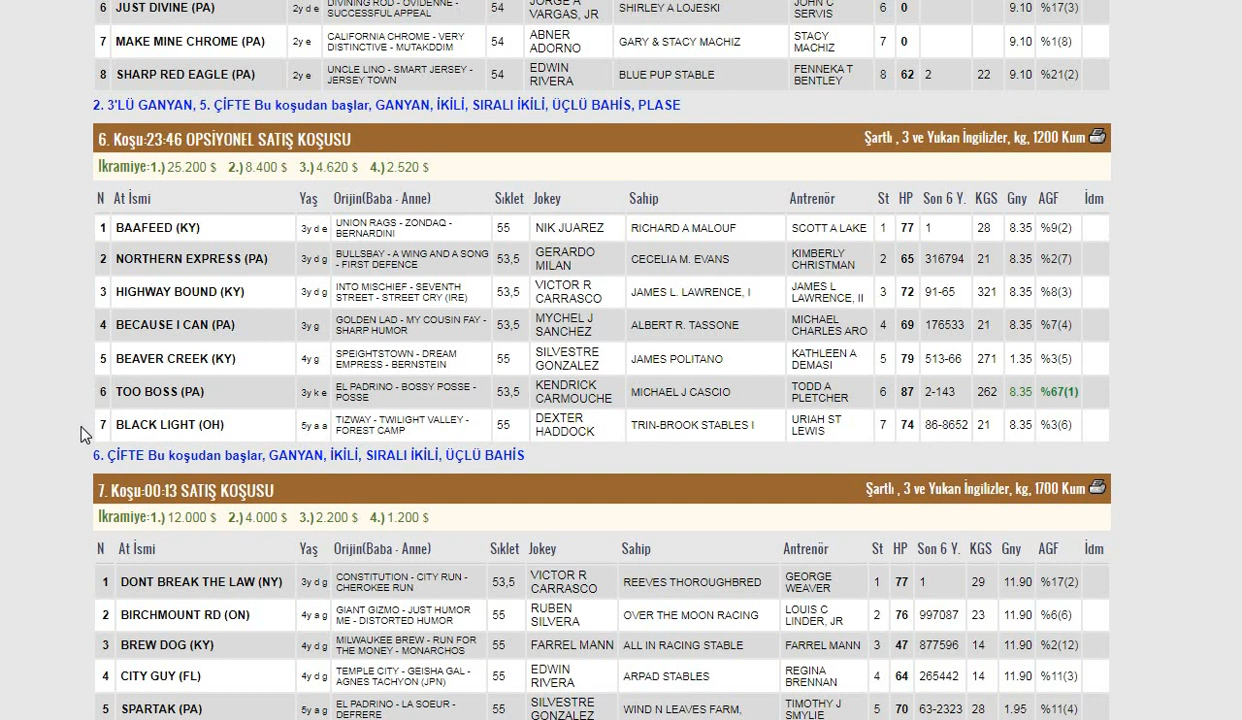 6 JUST DIVINE (PA) 2y d e DIVINING ROD - OVIDENNE - SUCCESSFUL APPEAL 54 JORGE A VARGAS, JR SHIRLEY A LOJESKI JOHN C SERVIS 6 0 9.10 %17(3)
7 MAKE MINE CHROME (PA) 2y e CALIFORNIA CHROME - VERY DISTINCTIVE - MUTAKDDIM 54 ABNER ADORNO GARY & STACY MACHIZ STACY MACHIZ 7 0 9.10 %1(8)
8 SHARP RED EAGLE (PA) 2y e UNCLE LINO - SMART JERSEY - JERSEY TOWN 54 EDWIN RIVERA BLUE PUP STABLE FENNEKA T BENTLEY 8 62 2 22 9.10 %21(2)
2. 3'LÜ GANYAN, 5. ÇİFTE Bu koşudan başlar, GANYAN, İKİLİ, SIRALI İKİLİ, ÜÇLÜ BAHİS, PLASE
6. Koşu:23:46 OPSİYONEL SATIŞ KOŞUSU Şartlı , 3 ve Yukarı İngilizler, kg, 1200 Kum
İkramiye:1.) 25.200 $ 2.) 8.400 $ 3.) 4.620 $ 4.) 2.520 $
N At İsmi Yaş Orijin(Baba - Anne) Sıklet Jokey Sahip Antrenör St HP Son 6 Y. KGS Gny AGF İdm
1 BAAFEED (KY) 3y d e UNION RAGS - ZONDAQ - BERNARDINI 55 NIK JUAREZ RICHARD A MALOUF SCOTT A LAKE 1 77 1 28 8.35 %9(2)
2 NORTHERN EXPRESS (PA) 3y d g BULLSBAY - A WING AND A SONG - FIRST DEFENCE 53,5 GERARDO MILAN CECELIA M. EVANS KIMBERLY CHRISTMAN 2 65 316794 21 8.35 %2(7)
3 HIGHWAY BOUND (KY) 3y d g INTO MISCHIEF - SEVENTH STREET - STREET CRY (IRE) 53,5 VICTOR R CARRASCO JAMES L. LAWRENCE, I JAMES L LAWRENCE, II 3 72 91-65 321 8.35 %8(3)
4 BECAUSE I CAN (PA) 3y g GOLDEN LAD - MY COUSIN FAY - SHARP HUMOR 53,5 MYCHEL J SANCHEZ ALBERT R. TASSONE MICHAEL CHARLES ARO 4 69 176533 21 8.35 %7(4)
5 BEAVER CREEK (KY) 4y g SPEIGHTSTOWN - DREAM EMPRESS - BERNSTEIN 55 SILVESTRE GONZALEZ JAMES POLITANO KATHLEEN A DEMASI 5 79 513-66 271 1.35 %3(5)
6 TOO BOSS (PA) 3y k e EL PADRINO - BOSSY POSSE - POSSE 53,5 KENDRICK CARMOUCHE MICHAEL J CASCIO TODD A PLETCHER 6 87 2-143 262 8.35 %67(1)
7 BLACK LIGHT (OH) 5y a a TIZWAY - TWILIGHT VALLEY - FOREST CAMP 55 DEXTER HADDOCK TRIN-BROOK STABLES I URIAH ST LEWIS 7 74 86-8652 21 8.35 %3(6)
6. ÇİFTE Bu koşudan başlar, GANYAN, İKİLİ, SIRALI İKİLİ, ÜÇLÜ BAHİS
7. Koşu:00:13 SATIŞ KOŞUSU Şartlı , 3 ve Yukarı İngilizler, kg, 1700 Kum
İkramiye:1.) 12.000 $ 2.) 4.000 $ 3.) 2.200 $ 4.) 1.200 $
N At İsmi Yaş Orijin(Baba - Anne) Sıklet Jokey Sahip Antrenör St HP Son 6 Y. KGS Gny AGF İdm
1 DONT BREAK THE LAW (NY) 3y d g CONSTITUTION - CITY RUN - CHEROKEE RUN 53,5 VICTOR R CARRASCO REEVES THOROUGHBRED GEORGE WEAVER 1 77 1 29 11.90 %17(2)
2 BIRCHMOUNT RD (ON) 4y a g GIANT GIZMO - JUST HUMOR ME - DISTORTED HUMOR 55 RUBEN SILVERA OVER THE MOON RACING LOUIS C LINDER, JR 2 76 997087 23 11.90 %6(6)
3 BREW DOG (KY) 4y d g MILWAUKEE BREW - RUN FOR THE MONEY - MONARCHOS 55 FARREL MANN ALL IN RACING STABLE FARREL MANN 3 47 877596 14 11.90 %2(12)
4 CITY GUY (FL) 4y d g TEMPLE CITY - GEISHA GAL - AGNES TACHYON (JPN) 55 EDWIN RIVERA ARPAD STABLES REGINA BRENNAN 4 64 265442 14 11.90 %11(3)
5 SPARTAK (PA) 5y a g EL PADRINO - LA SOEUR - DEFRERE 55 SILVESTRE GONZALEZ WIND N LEAVES FARM, TIMOTHY J SMYLIE 5 70 63-2323 28 1.95 %11(4)